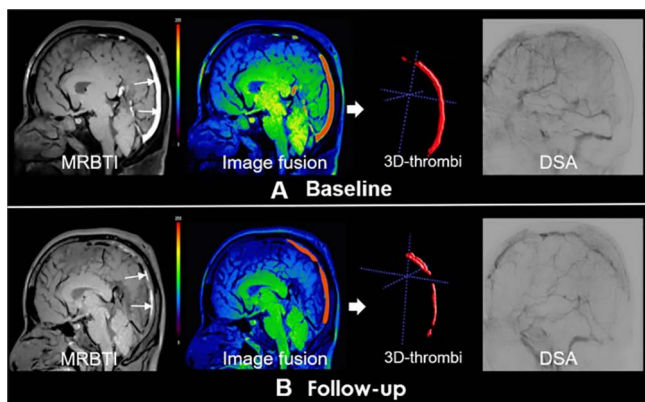 MRBTI
Image fusion
3D-thrombi
DSA
A Baseline
MRBTI
Image fusion
3D-thrombi
DSA
B Follow-up